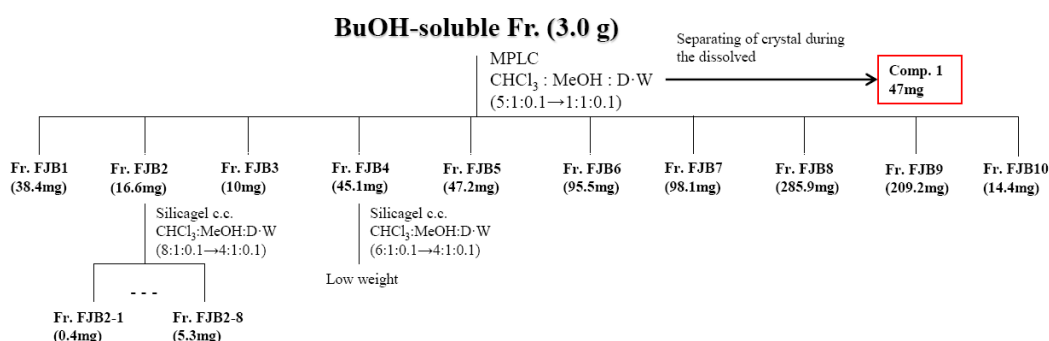 BuOH-soluble Fr. (3.0 g)
MPLC
CHCl3 : MeOH : D·W
(5:1:0.1→1:1:0.1)
Separating of crystal during
the dissolved
Comp. 1
47mg
Fr. FJB1
(38.4mg)
Fr. FJB2
(16.6mg)
Fr. FJB3
(10mg)
Fr. FJB4
(45.1mg)
Fr. FJB5
(47.2mg)
Fr. FJB6
(95.5mg)
Fr. FJB7
(98.1mg)
Fr. FJB8
(285.9mg)
Fr. FJB9
(209.2mg)
Fr. FJB10
(14.4mg)
Silicagel c.c.
CHCl3:MeOH:D·W
(8:1:0.1→4:1:0.1)
Silicagel c.c.
CHCl3:MeOH:D·W
(6:1:0.1→4:1:0.1)
Low weight
- - -
Fr. FJB2-1
(0.4mg)
Fr. FJB2-8
(5.3mg)